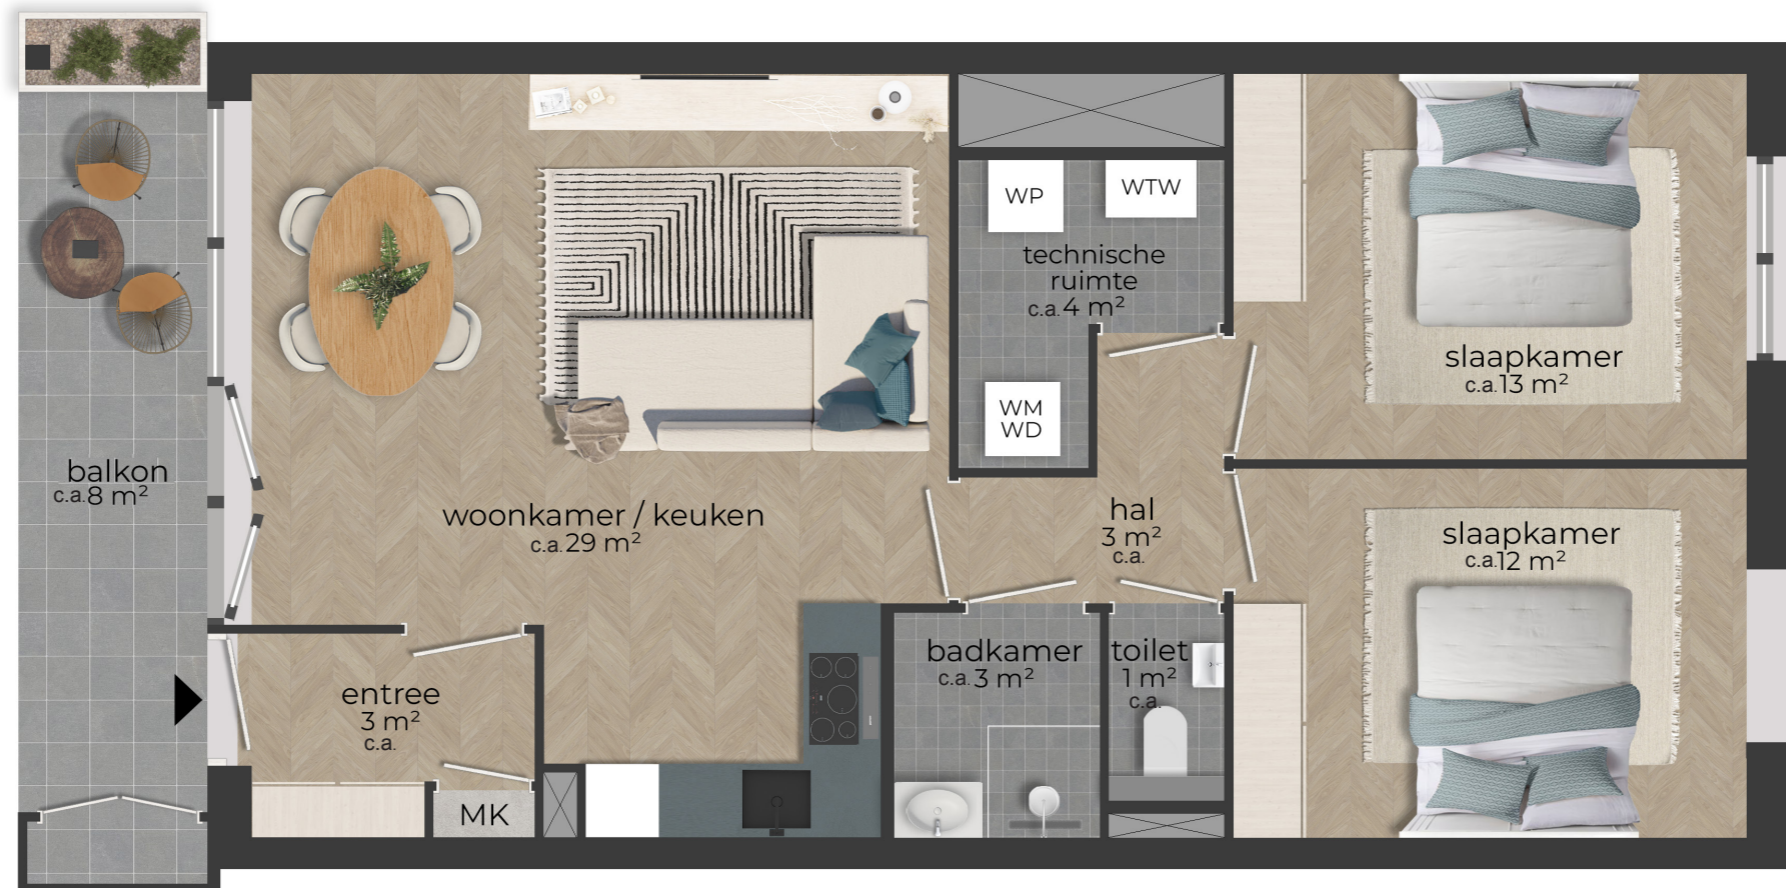 WP
WTW
technische
ruimte
c.a. 4 m²
WM
WD
slaapkamer
c.a. 13 m²
balkon
c.a. 8 m²
woonkamer / keuken
c.a. 29 m²
hal
3 m²
c.a.
slaapkamer
c.a. 12 m²
entree
3 m²
c.a.
badkamer
c.a. 3 m²
toilet
1 m²
c.a.
MK